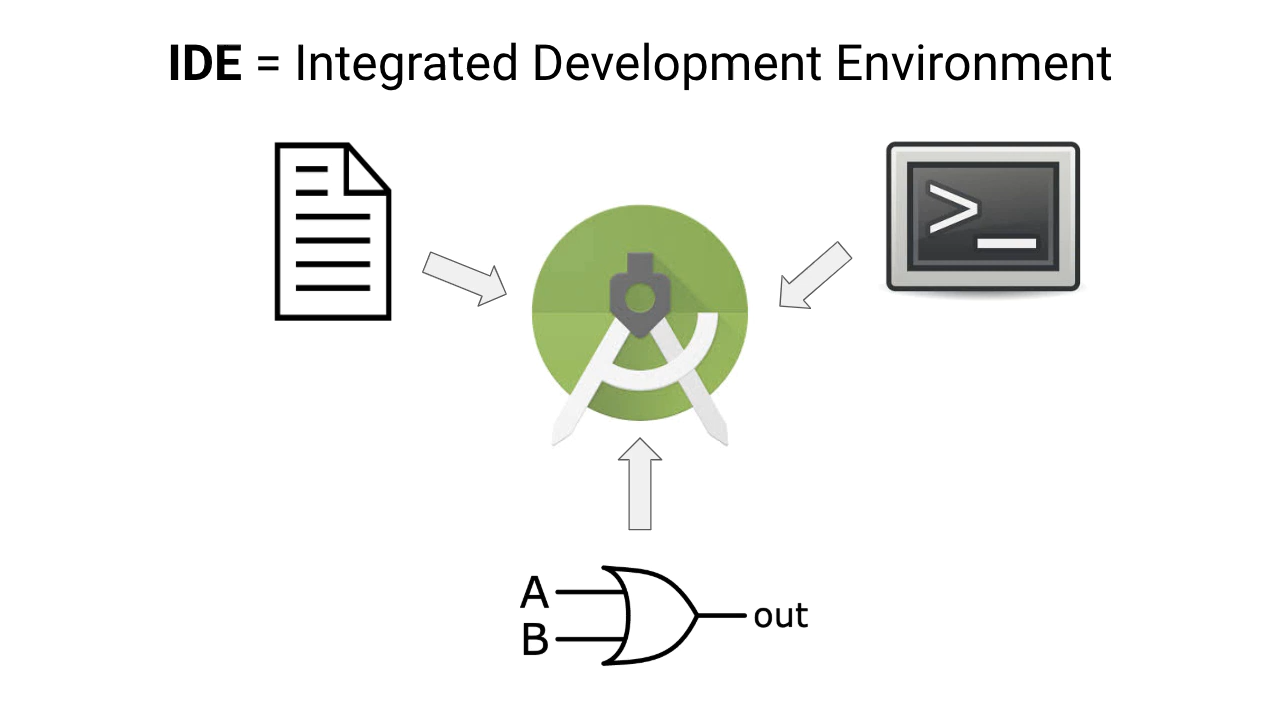 IDE = Integrated Development Environment
>_
A
B
out